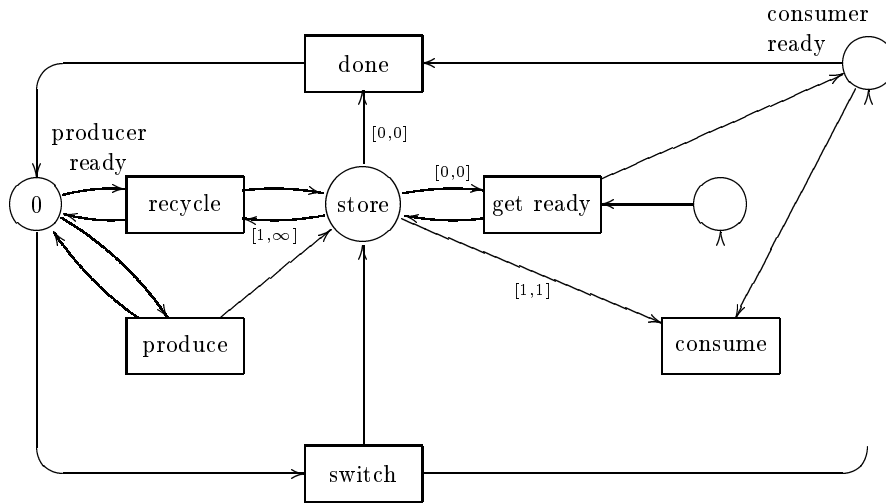 consumer
ready
done
producer
ready
[0,0]
[0,0]
0
recycle
store
get ready
[1,∞]
[1,1]
produce
consume
switch